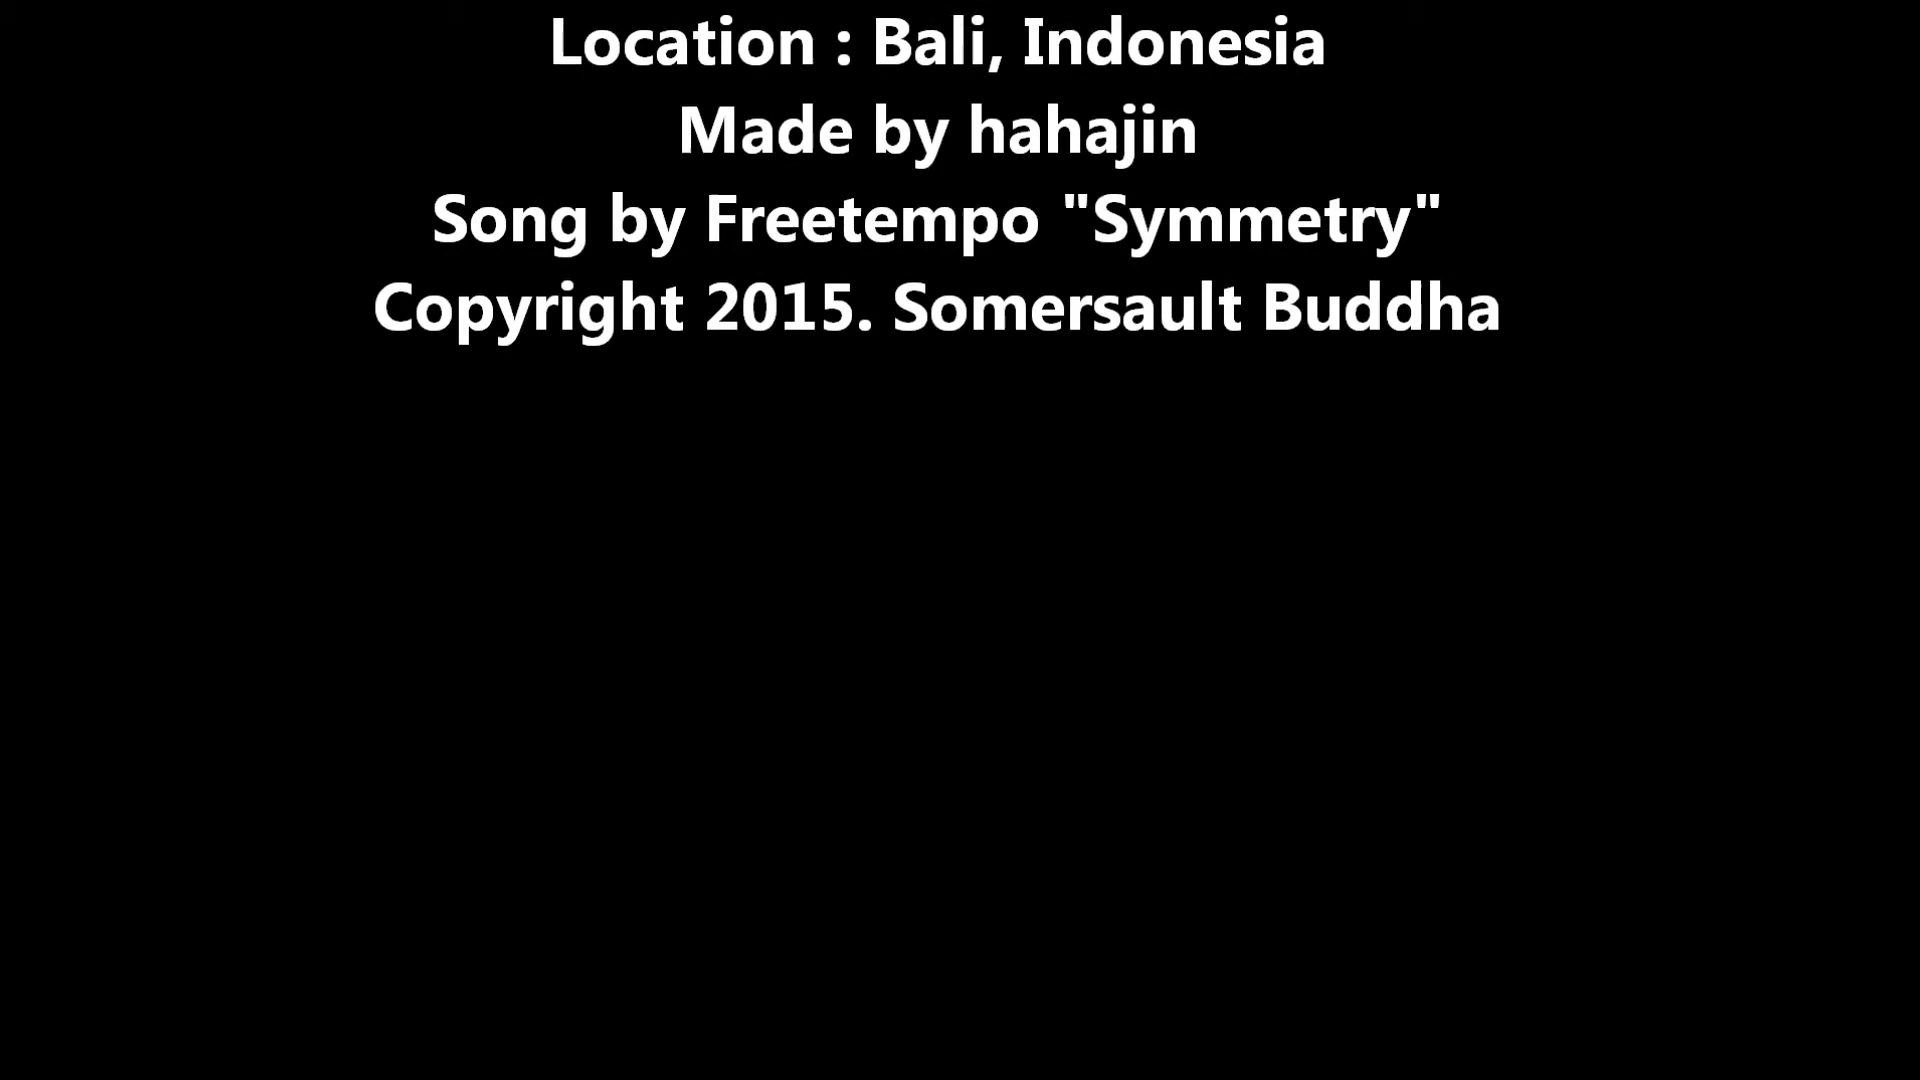 Location : Bali, Indonesia
Made by hahajin
Song by Freetempo "Symmetry"
Copyright 2015. Somersault Buddha